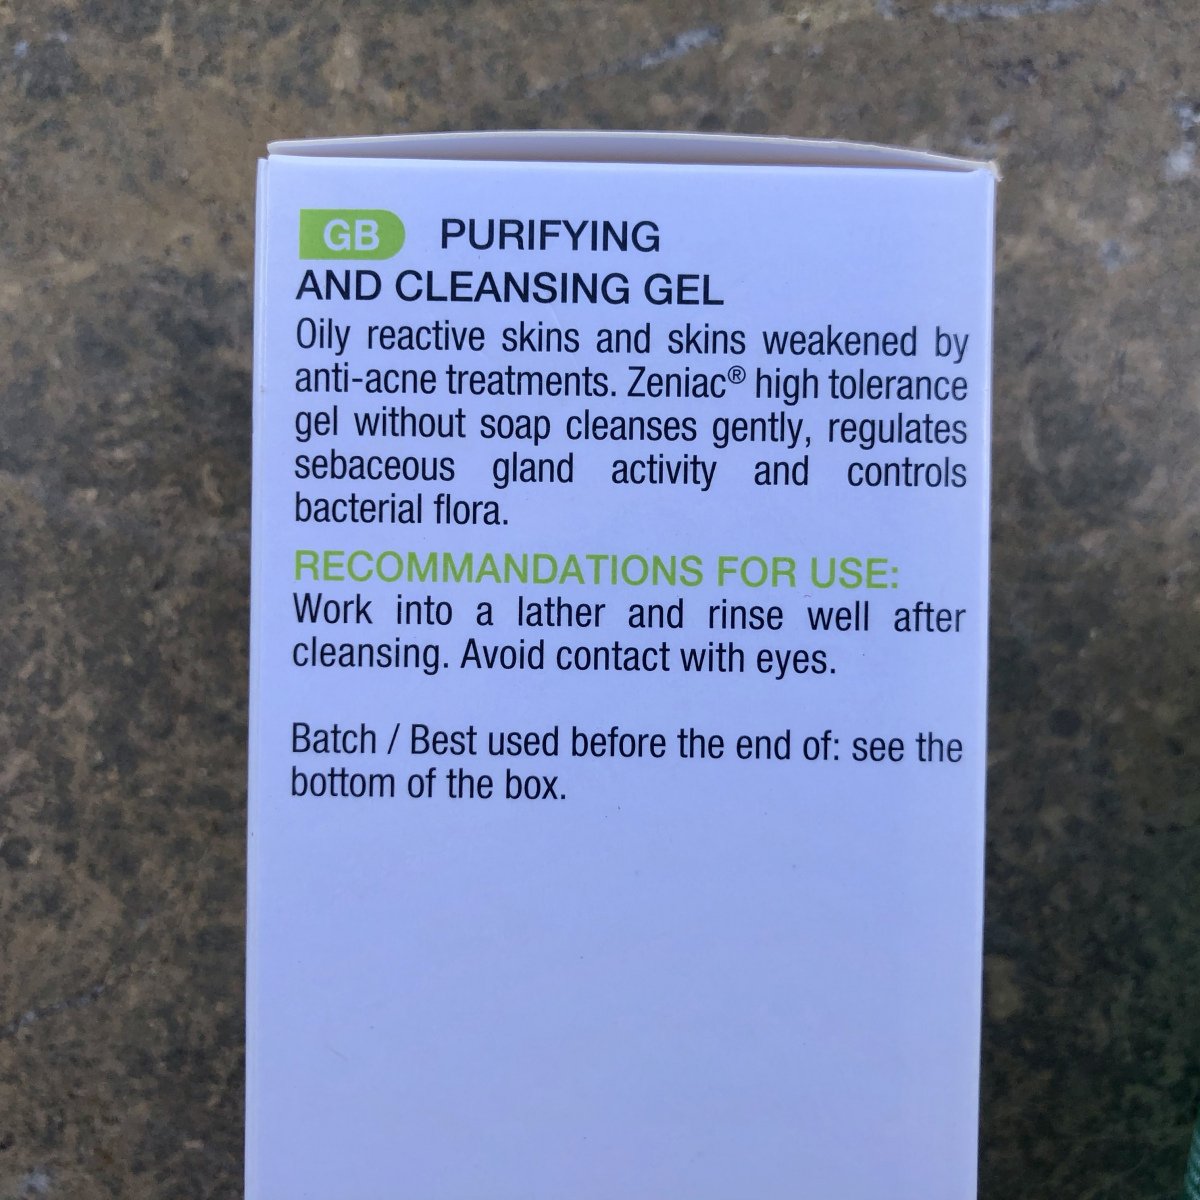 GB PURIFYING
AND CLEANSING GEL
Oily reactive skins and skins weakened by
anti-acne treatments. Zeniac® high tolerance
gel without soap cleanses gently, regulates
sebaceous gland activity and controls
bacterial flora.
RECOMMANDATIONS FOR USE:
Work into a lather and rinse well after
cleansing. Avoid contact with eyes.
Batch / Best used before the end of: see the
bottom of the box.